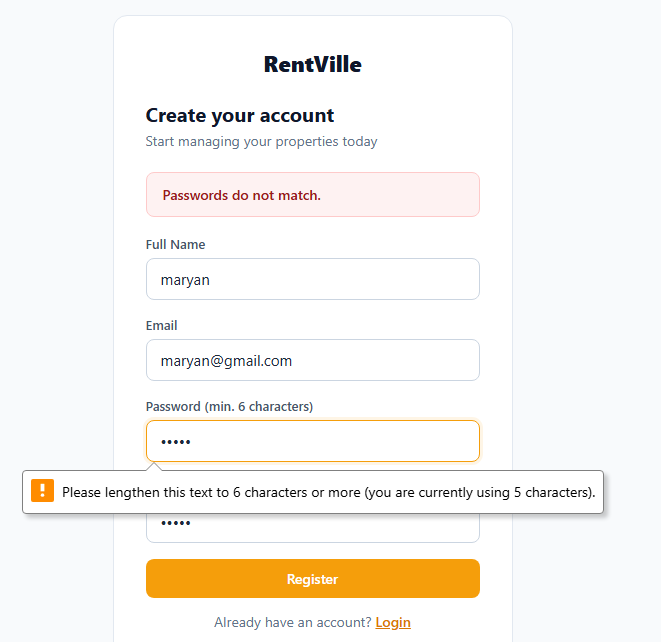 RentVille
Create your account
Start managing your properties today
Passwords do not match.
Full Name
maryan
Email
maryan@gmail.com
Password (min. 6 characters)
•••••
Please lengthen this text to 6 characters or more (you are currently using 5 characters).
•••••
Register
Already have an account? Login